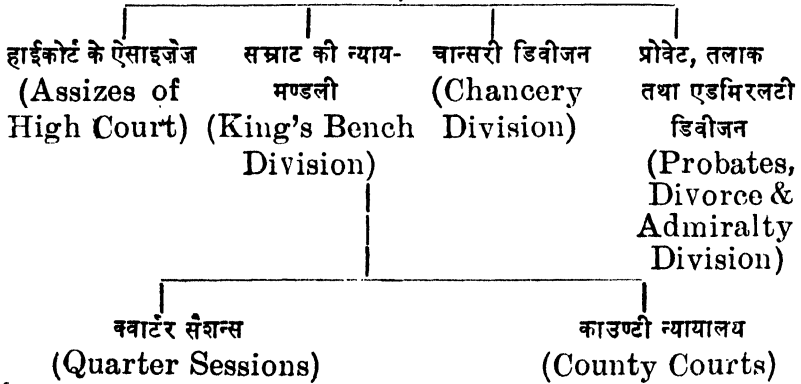 हाईकोर्ट के ऐसाइज़ेज़
(Assizes of
High Court)
सम्राट की न्याय-
मण्डली
(King's Bench
Division)
चान्सरी डिवीजन
(Chancery
Division)
प्रोवेट, तलाक
तथा एडमिरलटी
डिवीजन
(Probates,
Divorce &
Admiralty
Division)
क्वार्टर सैशन्स
(Quarter Sessions)
काउण्टी न्यायालय
(County Courts)